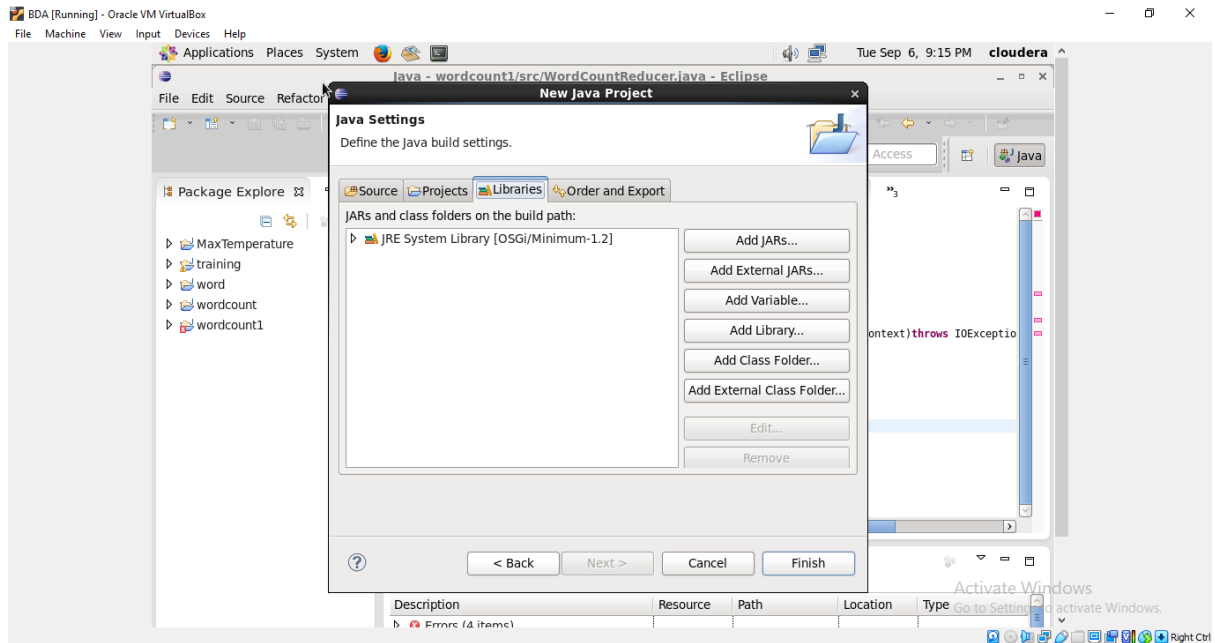 BDA [Running] - Oracle VM VirtualBox
File Machine View Input Devices Help
Applications Places System Tue Sep 6, 9:15 PM cloudera
Java - wordcount1/src/WordCountReducer.java - Eclipse
File Edit Source Refactor
New Java Project
Java Settings
Define the Java build settings.
Access
Java
Package Explore
Source Projects Libraries Order and Export
3
JARs and class folders on the build path:
JRE System Library [OSGi/Minimum-1.2]
MaxTemperature
training
word
wordcount
wordcount1
Add JARs...
Add External JARs...
Add Variable...
Add Library...
Add Class Folder...
Add External Class Folder...
Edit...
Remove
ontext)throws IOExceptio
< Back Next > Cancel Finish
Activate Windows
Go to Settings to activate Windows.
Description Resource Path Location Type
Errors (4 items)
Right Ctrl